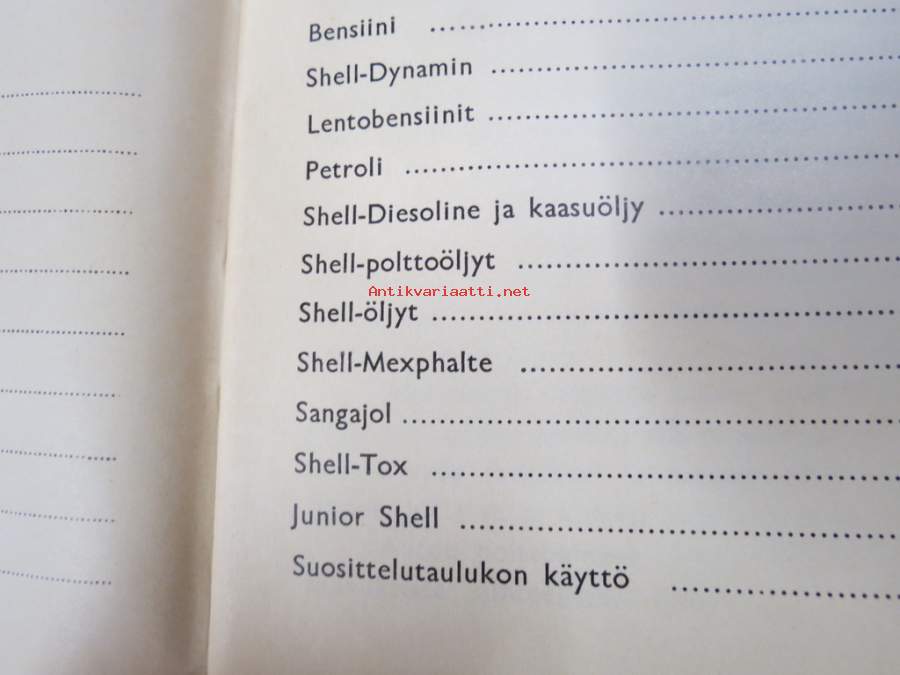 Bensiini ....................
Shell-Dynamin ....................
Lentobensiinit ....................
Petroli ....................
Shell-Diesoline ja kaasuöljy ....................
Shell-polttoöljyt ....................
Antikvariaatti.net
Shell-öljyt ....................
Shell-Mexphalte ....................
Sangajol ....................
Shell-Tox ....................
Junior Shell ....................
Suosittelutaulukon käyttö ....................